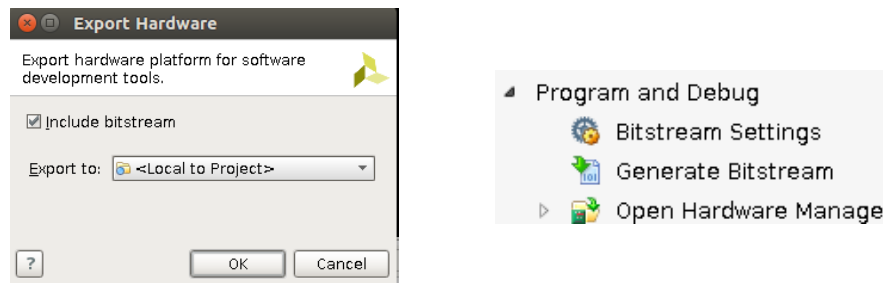 Export Hardware
Export hardware platform for software
development tools.
Include bitstream
Export to: <Local to Project>
? OK Cancel
Program and Debug
Bitstream Settings
Generate Bitstream
Open Hardware Manage